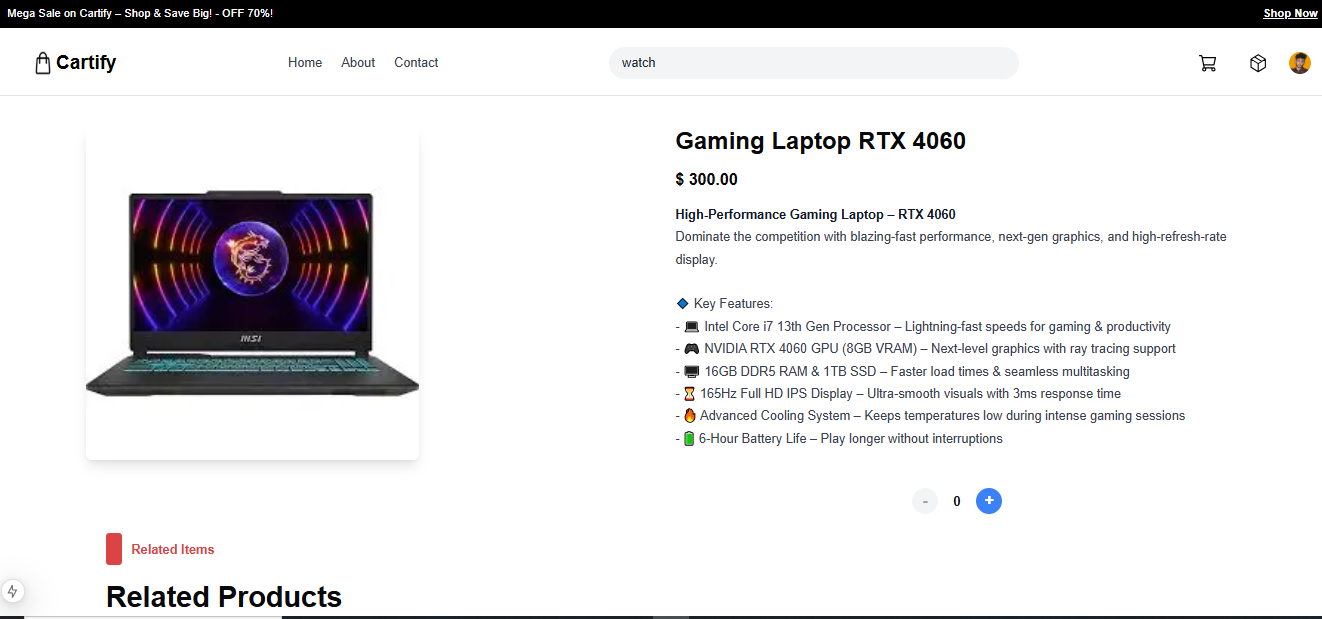 Mega Sale on Cartify – Shop & Save Big! - OFF 70%!
Shop Now
Cartify
Home
About
Contact
watch
Gaming Laptop RTX 4060
$ 300.00
High-Performance Gaming Laptop – RTX 4060
Dominate the competition with blazing-fast performance, next-gen graphics, and high-refresh-rate
display.
🔷 Key Features:
- 💻 Intel Core i7 13th Gen Processor – Lightning-fast speeds for gaming & productivity
- 🎮 NVIDIA RTX 4060 GPU (8GB VRAM) – Next-level graphics with ray tracing support
- 🖥️ 16GB DDR5 RAM & 1TB SSD – Faster load times & seamless multitasking
- ⏳ 165Hz Full HD IPS Display – Ultra-smooth visuals with 3ms response time
- 🔥 Advanced Cooling System – Keeps temperatures low during intense gaming sessions
- 🔋 6-Hour Battery Life – Play longer without interruptions
- 0 +
msi
Related Items
Related Products